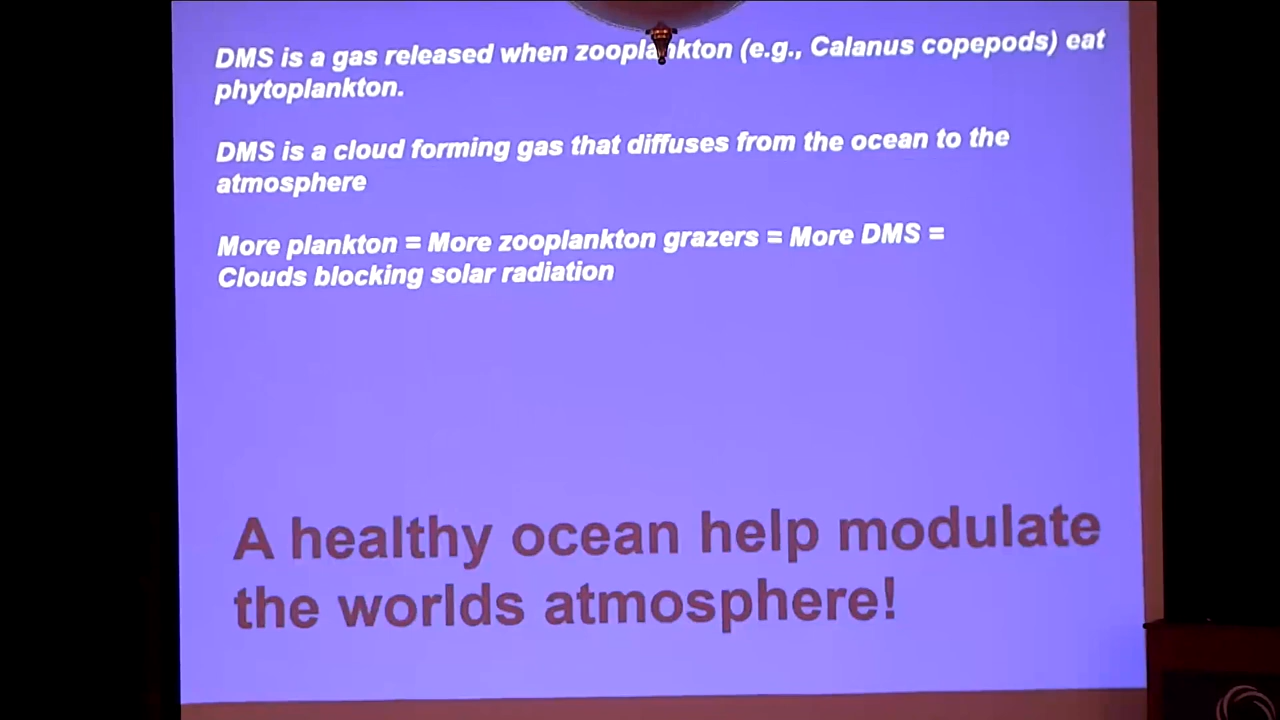 DMS is a gas released when zooplankton (e.g., Calanus copepods) eat
phytoplankton.
DMS is a cloud forming gas that diffuses from the ocean to the
atmosphere
More plankton = More zooplankton grazers = More DMS =
Clouds blocking solar radiation
A healthy ocean help modulate
the worlds atmosphere!